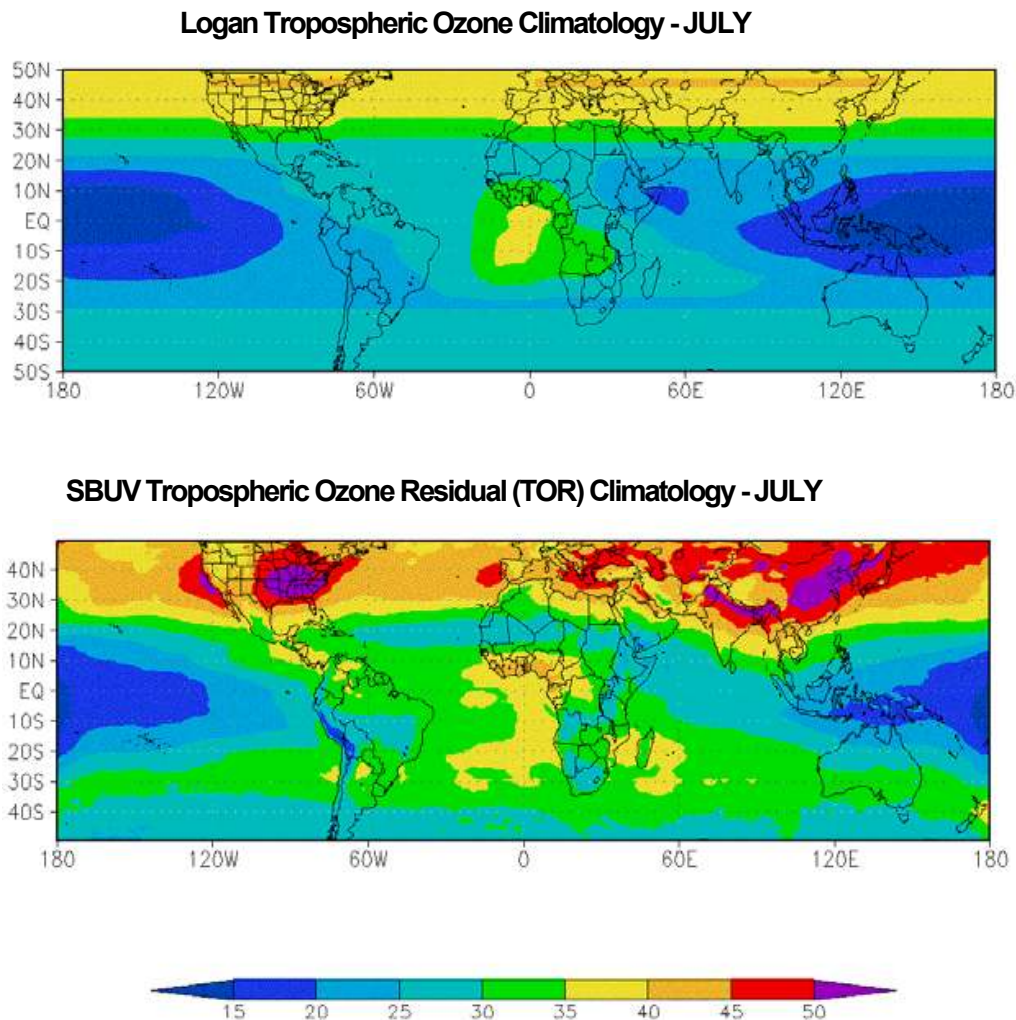 Logan Tropospheric Ozone Climatology - JULY
50N
40N
30N
20N
10N
EQ
10S
20S
30S
40S
50S
180 120W 60W 0 60E 120E 180
SBUV Tropospheric Ozone Residual (TOR) Climatology - JULY
40N
30N
20N
10N
EQ
10S
20S
30S
40S
180 120W 60W 0 60E 120E 180
15 20 25 30 35 40 45 50